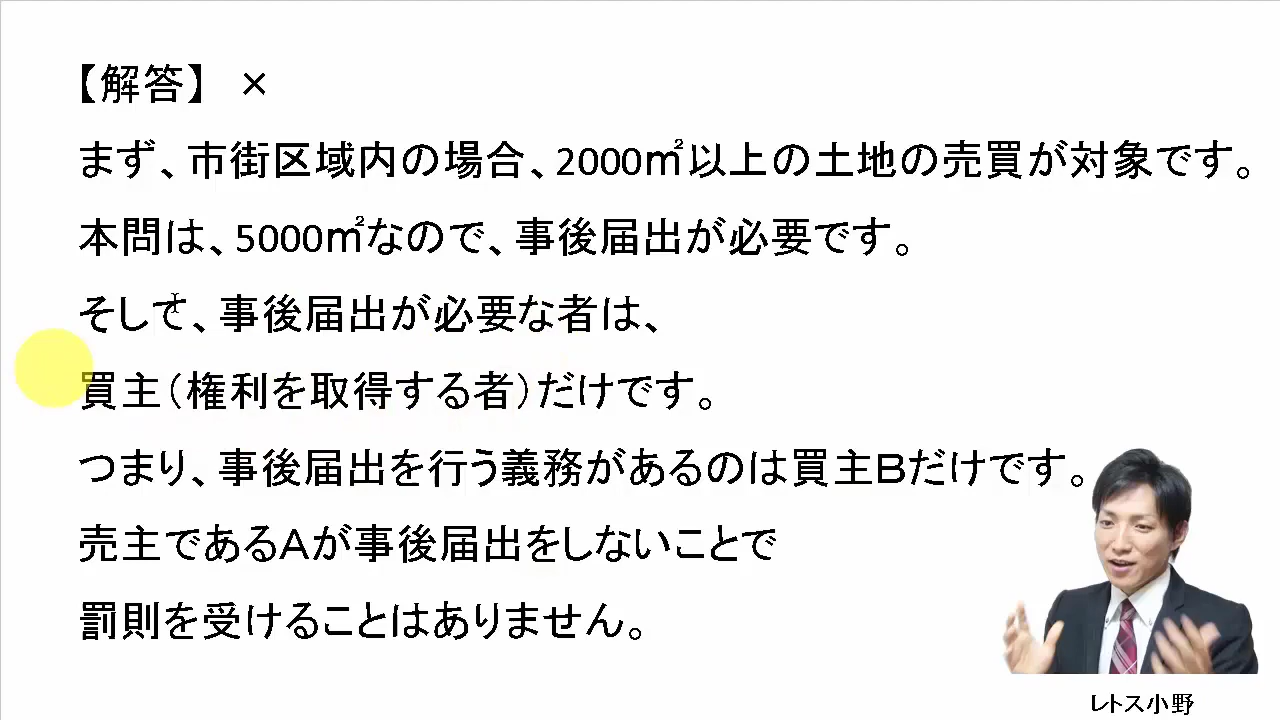 【解答】 ×
まず、市街区域内の場合、2000㎡以上の土地の売買が対象です。
本問は、5000㎡なので、事後届出が必要です。
そして、事後届出が必要な者は、
買主（権利を取得する者）だけです。
つまり、事後届出を行う義務があるのは買主Ｂだけです。
売主であるＡが事後届出をしないことで
罰則を受けることはありません。
レトス小野